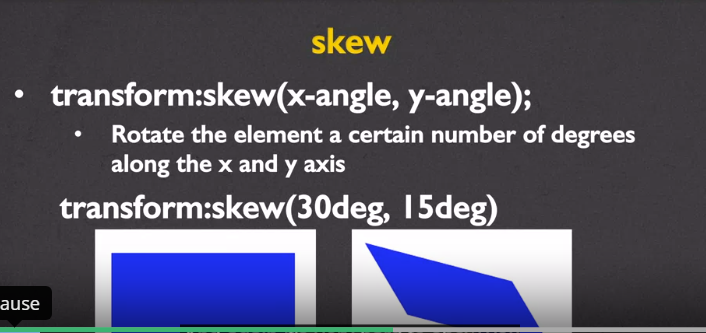 skew
• transform:skew(x-angle, y-angle);
• Rotate the element a certain number of degrees
along the x and y axis
transform:skew(30deg, 15deg)
ause